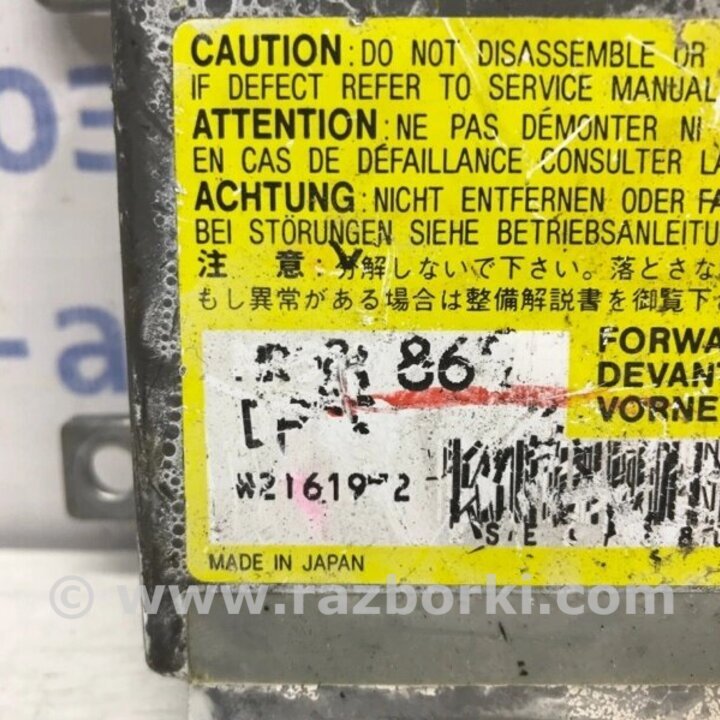 CAUTION : DO NOT DISASSEMBLE OR
IF DEFECT REFER TO SERVICE MANUAL
ATTENTION : NE PAS DÉMONTER NI
EN CAS DE DÉFAILLANCE CONSULTER
ACHTUNG : NICHT ENTFERNEN ODER
BEI STÖRUNGEN SIEHE BETRIEBSANLEITU
注 意 : 分解しないで下さい。落とさな
もし異常がある場合は整備解説書を御覧下
86
FORWA
DEVANT
VORNE
W21619-2
MADE IN JAPAN
© www.razborki.com